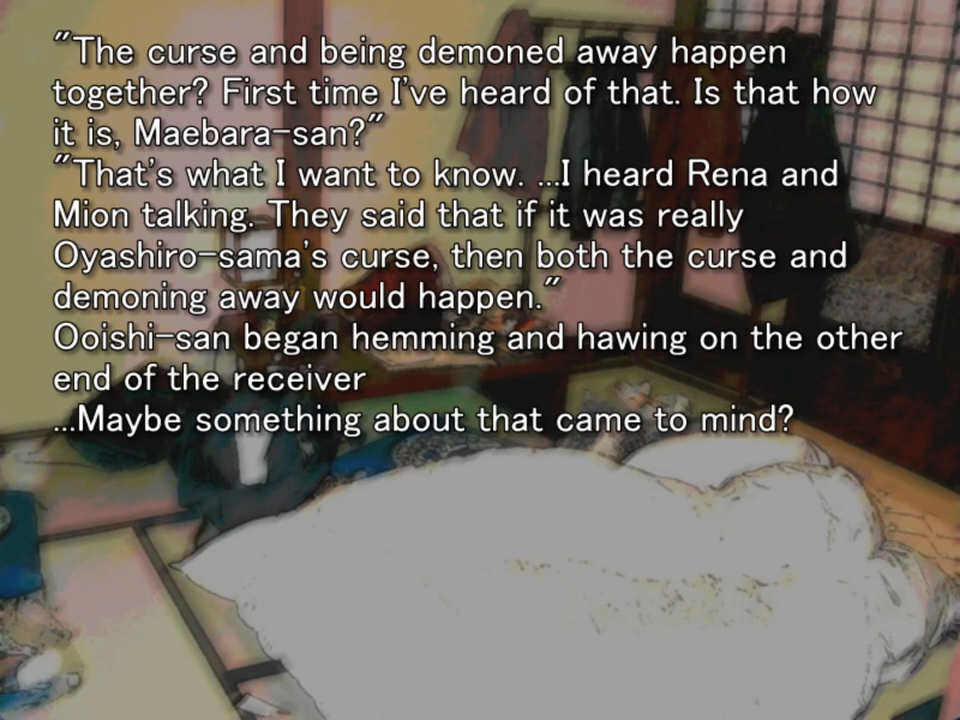 "The curse and being demoned away happen
together? First time I've heard of that. Is that how
it is, Maebara-san?"
"That's what I want to know. ...I heard Rena and
Mion talking. They said that if it was really
Oyashiro-sama's curse, then both the curse and
demoning away would happen."
Ooishi-san began hemming and hawing on the other
end of the receiver
...Maybe something about that came to mind?